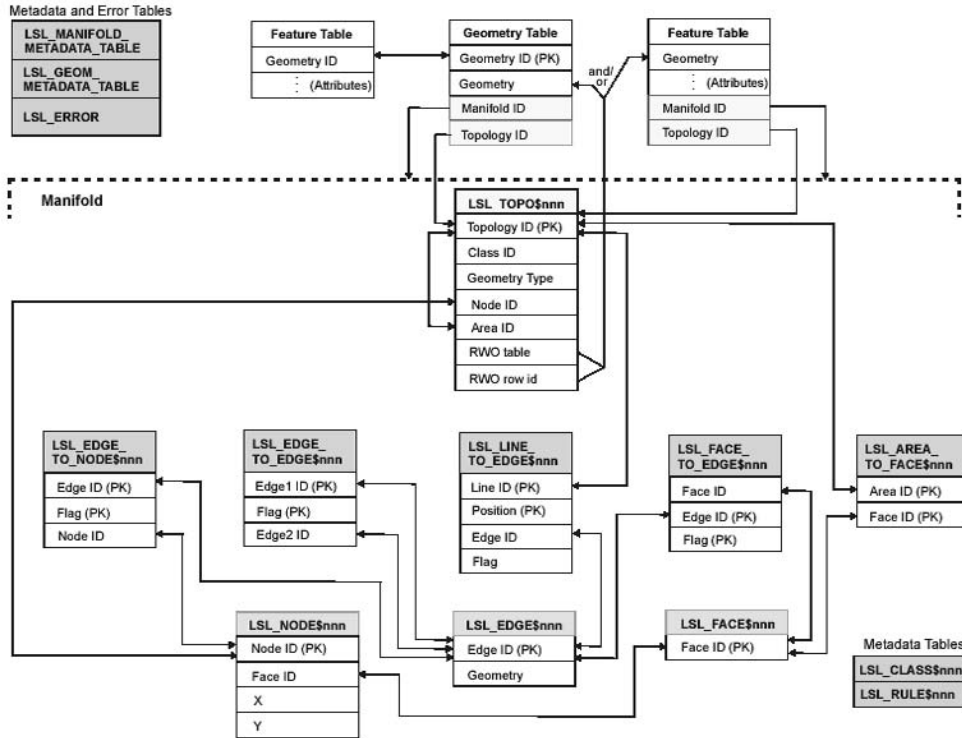 Metadata and Error Tables
LSL_MANIFOLD_
METADATA_TABLE
LSL_GEOM_
METADATA_TABLE
LSL_ERROR
Feature Table
Geometry ID
(Attributes)
Geometry Table
Geometry ID (PK)
Geometry
Manifold ID
Topology ID
and/
or
Feature Table
Geometry
(Attributes)
Manifold ID
Topology ID
Manifold
LSL_TOPO$nnn
Topology ID (PK)
Class ID
Geometry Type
Node ID
Area ID
RWO table
RWO row id
LSL_EDGE_
TO_NODE$nnn
Edge ID (PK)
Flag (PK)
Node ID
LSL_EDGE_
TO_EDGE$nnn
Edge1 ID (PK)
Flag (PK)
Edge2 ID
LSL_LINE_
TO_EDGE$nnn
Line ID (PK)
Position (PK)
Edge ID
Flag
LSL_FACE_
TO_EDGE$nnn
Face ID
Edge ID (PK)
Flag (PK)
LSL_AREA_
TO_FACE$nnn
Area ID (PK)
Face ID (PK)
LSL_NODE$nnn
Node ID (PK)
Face ID
X
Y
LSL_EDGE$nnn
Edge ID (PK)
Geometry
LSL_FACE$nnn
Face ID (PK)
Metadata Tables
LSL_CLASS$nnn
LSL_RULE$nnn